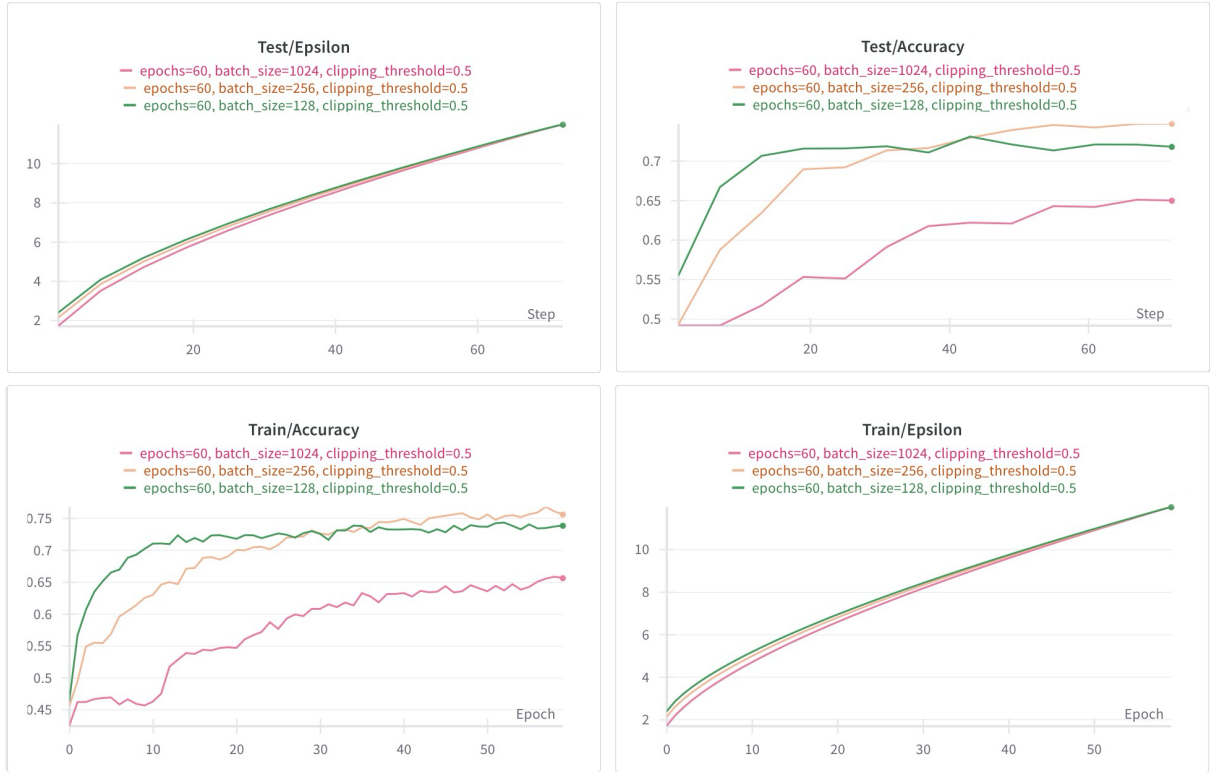 Test/Epsilon
epochs=60, batch_size=1024, clipping_threshold=0.5
epochs=60, batch_size=256, clipping_threshold=0.5
epochs=60, batch_size=128, clipping_threshold=0.5
10
8
6
4
2
Step
20 40 60
Test/Accuracy
epochs=60, batch_size=1024, clipping_threshold=0.5
epochs=60, batch_size=256, clipping_threshold=0.5
epochs=60, batch_size=128, clipping_threshold=0.5
0.7
0.65
0.6
0.55
0.5
Step
20 40 60
Train/Accuracy
epochs=60, batch_size=1024, clipping_threshold=0.5
epochs=60, batch_size=256, clipping_threshold=0.5
epochs=60, batch_size=128, clipping_threshold=0.5
0.75
0.7
0.65
0.6
0.55
0.5
0.45
Epoch
0 10 20 30 40 50
Train/Epsilon
epochs=60, batch_size=1024, clipping_threshold=0.5
epochs=60, batch_size=256, clipping_threshold=0.5
epochs=60, batch_size=128, clipping_threshold=0.5
10
8
6
4
2
Epoch
0 10 20 30 40 50